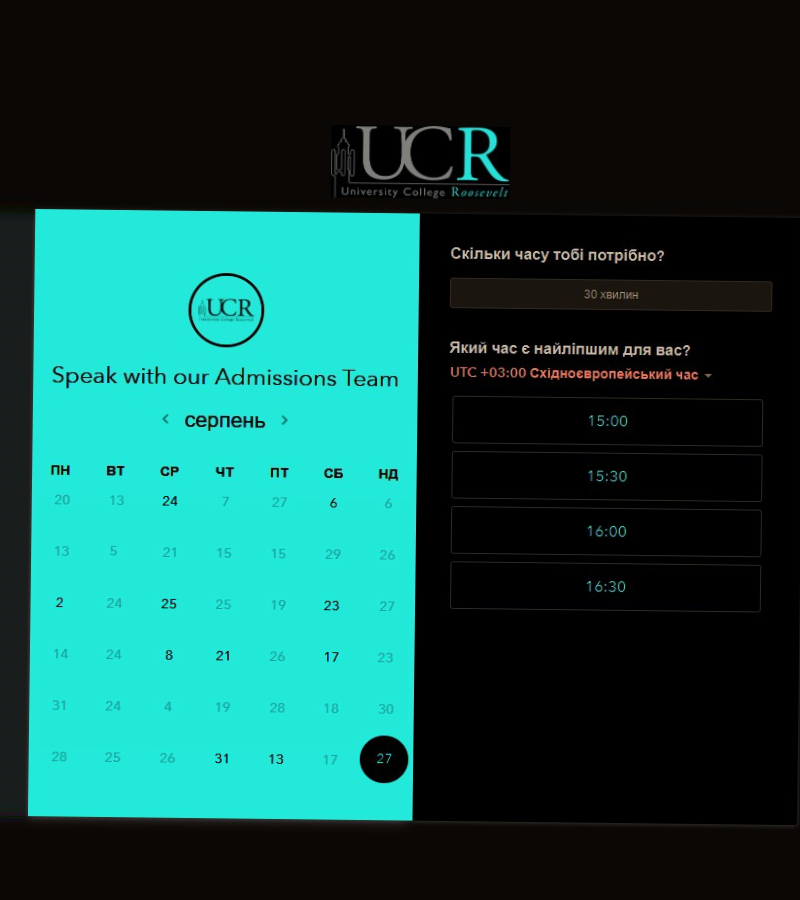 UCR
University College Roosevelt
UCR
University College Roosevelt
Speak with our Admissions Team
серпень
ПН ВТ СР ЧТ ПТ СБ НД
20 13 24 7 27 6 6
13 5 21 15 15 29 26
2 24 25 25 19 23 27
14 24 8 21 26 17 23
31 24 4 19 28 18 30
28 25 26 31 13 17 27
Скільки часу тобі потрібно?
30 хвилин
Який час є найліпшим для вас?
UTC +03:00 Східноєвропейський час
15:00
15:30
16:00
16:30